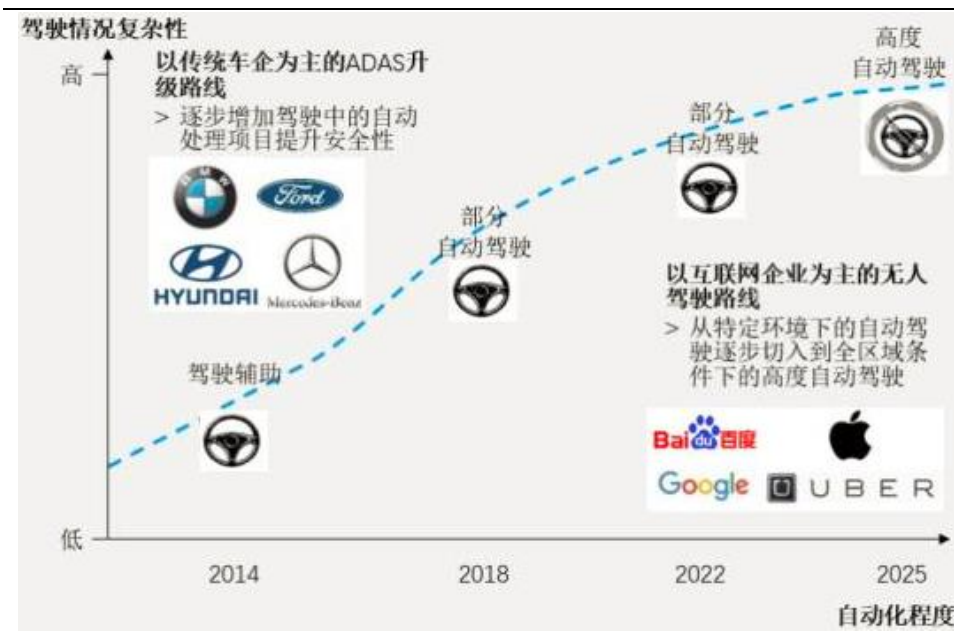 驾驶情况复杂性
高
以传统车企为主的ADAS升
级路线
> 逐步增加驾驶中的自动
处理项目提升安全性
BMW
Ford
HYUNDAI
Mercedes-Benz
高度
自动驾驶
部分
自动驾驶
部分
自动驾驶
驾驶辅助
以互联网企业为主的无人
驾驶路线
> 从特定环境下的自动驾
驶逐步切入到全区域条
件下的高度自动驾驶
Baidu百度
Google
UBER
低
2014
2018
2022
2025
自动化程度